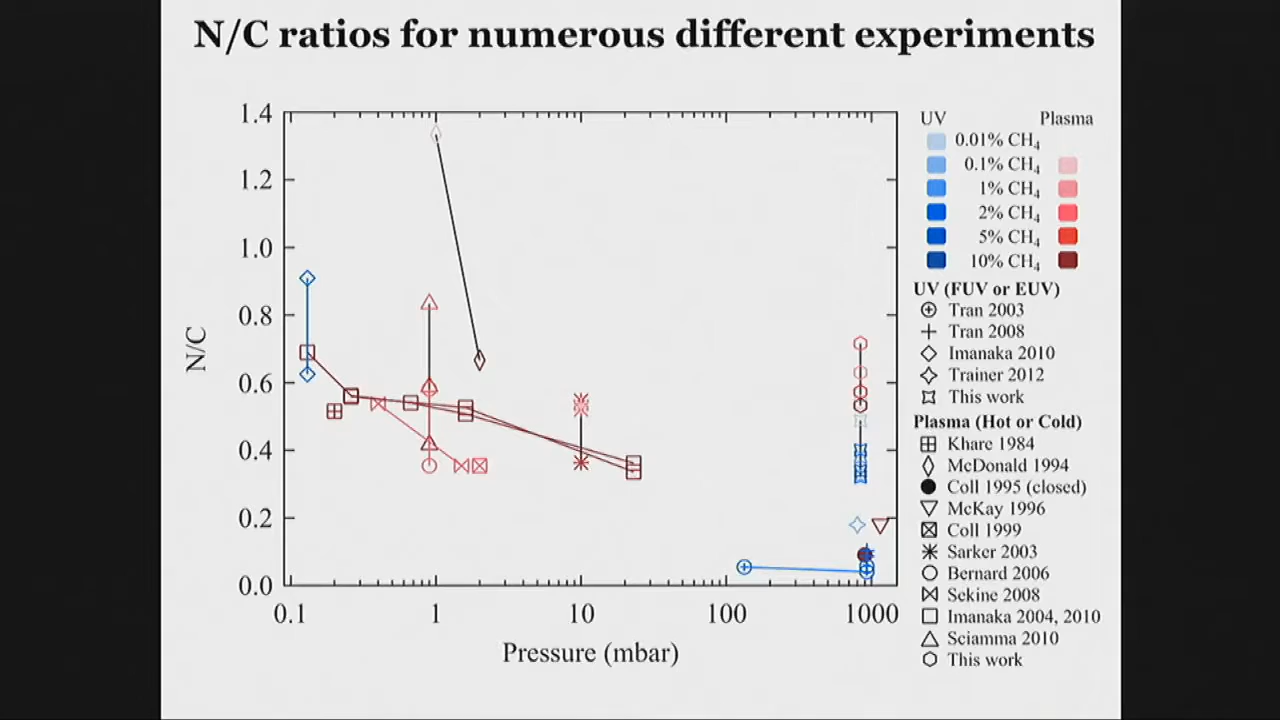 N/C ratios for numerous different experiments
1.4
1.2
1.0
0.8
0.6
0.4
0.2
0.0
N/C
0.1
1
10
100
1000
Pressure (mbar)
UV Plasma
0.01% CH4
0.1% CH4
1% CH4
2% CH4
5% CH4
10% CH4
UV (FUV or EUV)
Tran 2003
Tran 2008
Imanaka 2010
Trainer 2012
This work
Plasma (Hot or Cold)
Khare 1984
McDonald 1994
Coll 1995 (closed)
McKay 1996
Coll 1999
Sarker 2003
Bernard 2006
Sekine 2008
Imanaka 2004, 2010
Sciamma 2010
This work